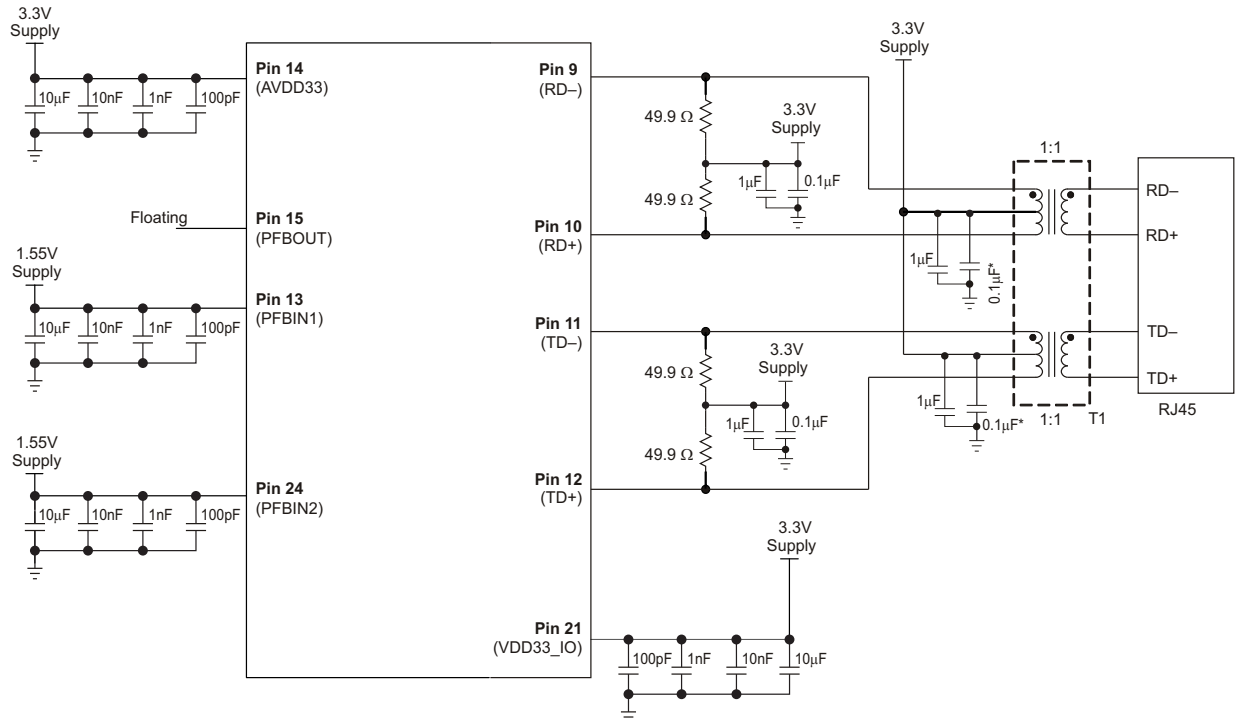 3.3V
Supply
10μF
10nF
1nF
100pF
Pin 14
(AVDD33)
Floating
Pin 15
(PFBOUT)
1.55V
Supply
10μF
10nF
1nF
100pF
Pin 13
(PFBIN1)
1.55V
Supply
10μF
10nF
1nF
100pF
Pin 24
(PFBIN2)
Pin 9
(RD–)
Pin 10
(RD+)
Pin 11
(TD–)
Pin 12
(TD+)
Pin 21
(VDD33_IO)
49.9 Ω
49.9 Ω
3.3V
Supply
1μF
0.1μF
49.9 Ω
49.9 Ω
3.3V
Supply
1μF
0.1μF
3.3V
Supply
100pF
1nF
10nF
10μF
3.3V
Supply
1μF
0.1μF*
1μF
0.1μF*
1:1
1:1
T1
RD–
RD+
TD–
TD+
RJ45